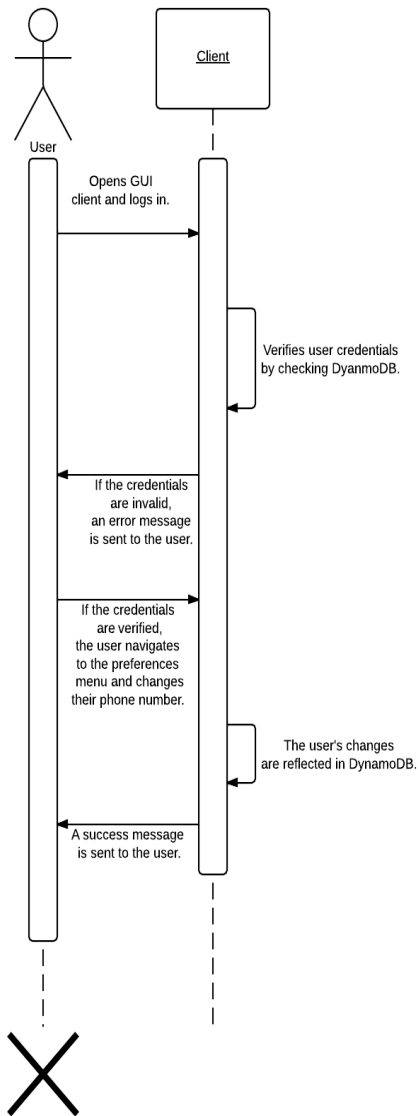 Client
User
Opens GUI
client and logs in.
Verifies user credentials
by checking DyanmoDB.
If the credentials
are invalid,
an error message
is sent to the user.
If the credentials
are verified,
the user navigates
to the preferences
menu and changes
their phone number.
The user's changes
are reflected in DynamoDB.
A success message
is sent to the user.